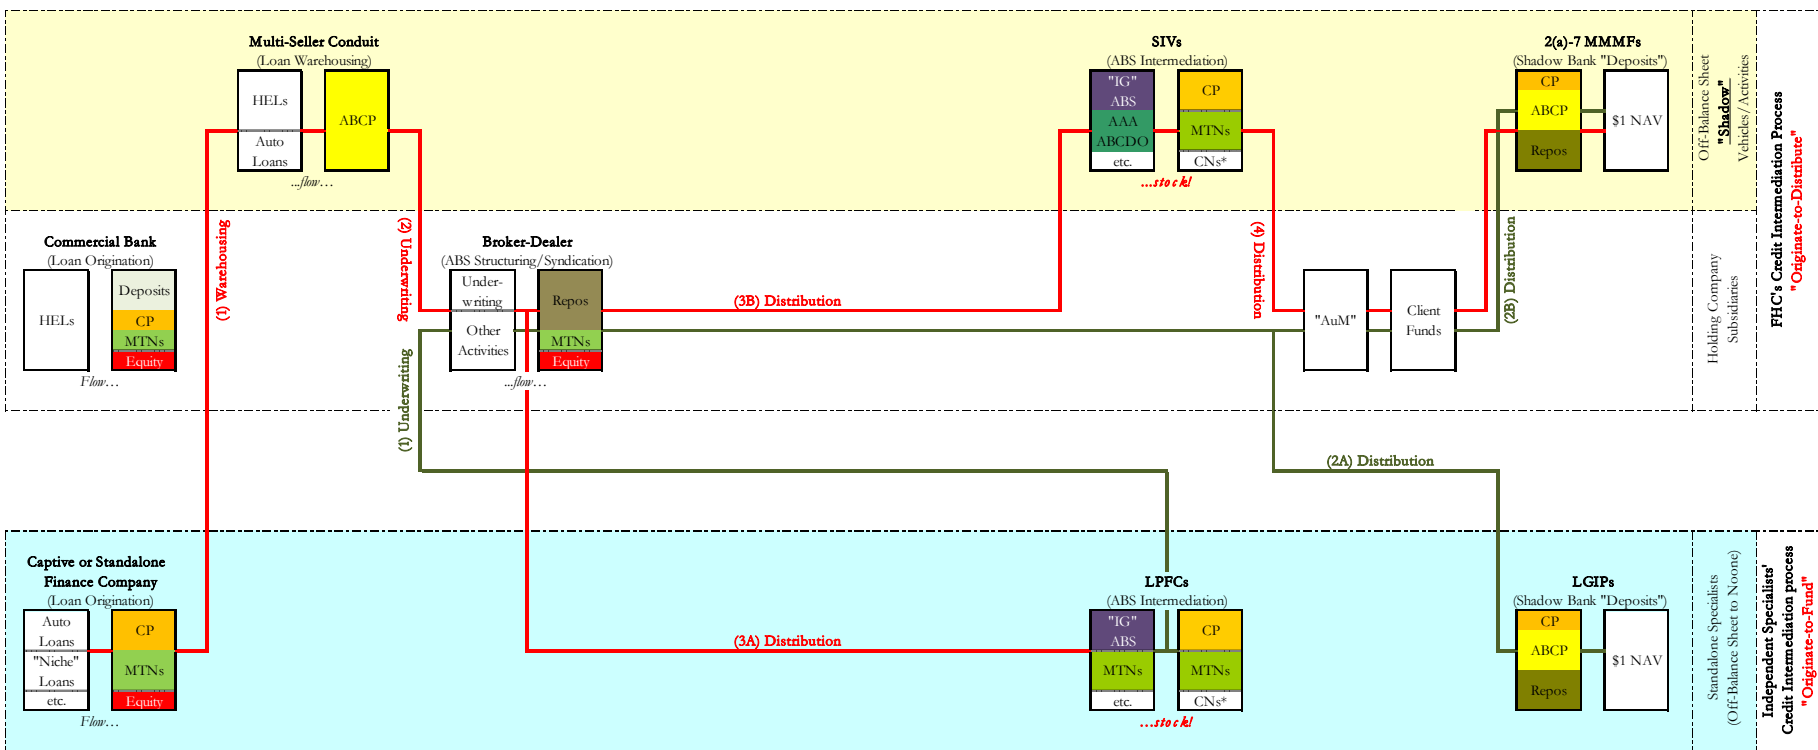 Multi-Seller Conduit
(Loan Warehousing)
HELs
Auto
Loans
ABCP
...flow...
SIVs
(ABS Intermediation)
"IG"
ABS
AAA
ABCDO
etc.
CP
MTNs
CNs*
...stock!
2(a)-7 MMMFs
(Shadow Bank "Deposits")
CP
ABCP
Repos
$1 NAV
Off-Balance Sheet
"Shadow"
Vehicles/Activities
FHC's Credit Intermediation Process
"Originate-to-Distribute"
Commercial Bank
(Loan Origination)
HELs
Deposits
CP
MTNs
Equity
Flow...
(1) Warehousing
(2) Underwriting
Broker-Dealer
(ABS Structuring/Syndication)
Under-
writing
Other
Activities
Repos
MTNs
Equity
...flow...
(3B) Distribution
(4) Distribution
"AuM"
Client
Funds
(2B) Distribution
Holding Company
Subsidiaries
(1) Underwriting
(2A) Distribution
Captive or Standalone
Finance Company
(Loan Origination)
Auto
Loans
"Niche"
Loans
etc.
CP
MTNs
Equity
Flow...
(3A) Distribution
LPFCs
(ABS Intermediation)
"IG"
ABS
MTNs
etc.
CP
MTNs
CNs*
...stock!
LGIPs
(Shadow Bank "Deposits")
CP
ABCP
Repos
$1 NAV
Standalone Specialists
(Off-Balance Sheet to Noone)
Independent Specialists'
Credit Intermediation process
"Originate-to-Fund"